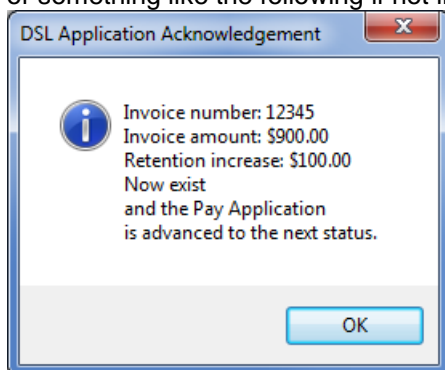 DSL Application Acknowledgement
Invoice number: 12345
Invoice amount: $900.00
Retention increase: $100.00
Now exist
and the Pay Application
is advanced to the next status.
OK